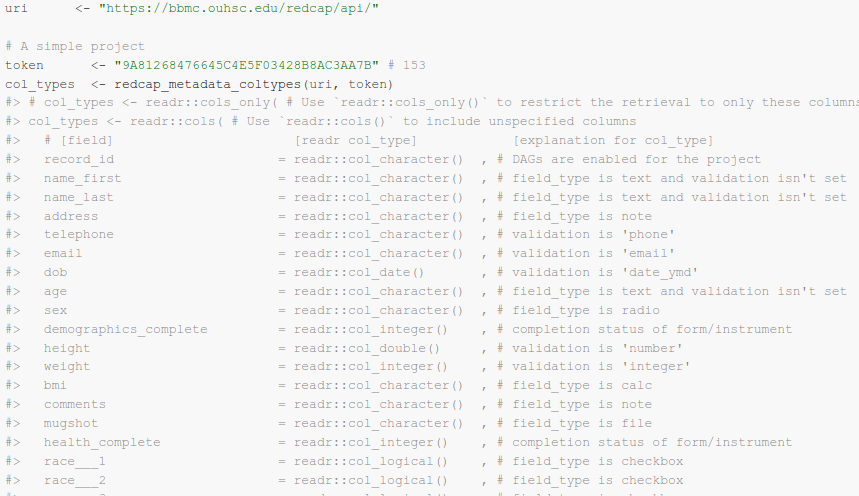 uri      <- "https://bbmc.ouhsc.edu/redcap/api/"
# A simple project
token      <- "9A81268476645C4E5F03428B8AC3AA7B" # 153
col_types  <- redcap_metadata_coltypes(uri, token)
#> # col_types <- readr::cols_only( # Use `readr::cols_only()` to restrict the retrieval to only these columns
#> col_types <- readr::cols( # Use `readr::cols()` to include unspecified columns
#>   # [field]                      [readr col_type]            [explanation for col_type]
#>   record_id                    = readr::col_character()  , # DAGs are enabled for the project
#>   name_first                   = readr::col_character()  , # field_type is text and validation isn't set
#>   name_last                    = readr::col_character()  , # field_type is text and validation isn't set
#>   address                      = readr::col_character()  , # field_type is note
#>   telephone                    = readr::col_character()  , # validation is 'phone'
#>   email                        = readr::col_character()  , # validation is 'email'
#>   dob                          = readr::col_date()       , # validation is 'date_ymd'
#>   age                          = readr::col_character()  , # field_type is text and validation isn't set
#>   sex                          = readr::col_character()  , # field_type is radio
#>   demographics_complete        = readr::col_integer()    , # completion status of form/instrument
#>   height                       = readr::col_double()     , # validation is 'number'
#>   weight                       = readr::col_integer()    , # validation is 'integer'
#>   bmi                          = readr::col_character()  , # field_type is calc
#>   comments                     = readr::col_character()  , # field_type is note
#>   mugshot                      = readr::col_character()  , # field_type is file
#>   health_complete              = readr::col_integer()    , # completion status of form/instrument
#>   race___1                     = readr::col_logical()    , # field_type is checkbox
#>   race___2                     = readr::col_logical()    , # field_type is checkbox